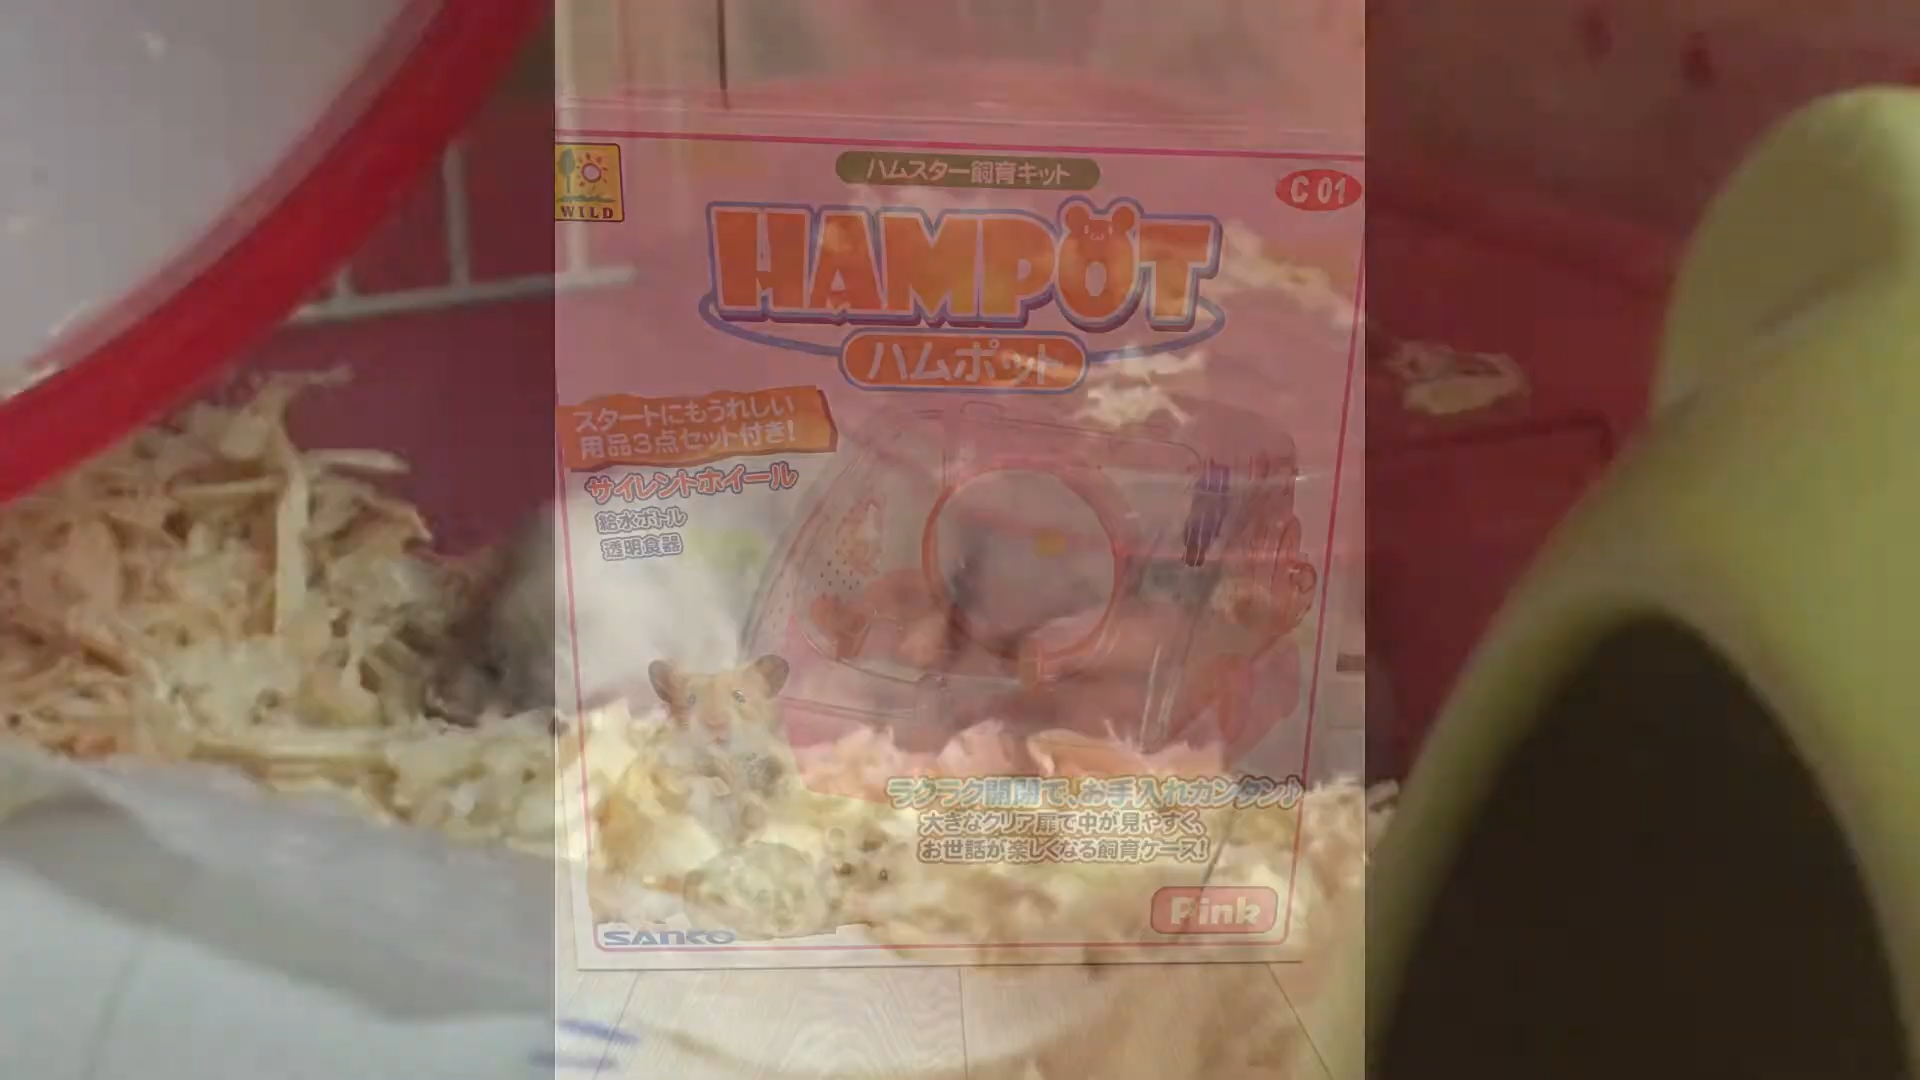 ハムスター飼育キット
WILD
C 01
HAMPOT
ハムポット
スタートにもうれしい
用品3点セット付き!
サイレントホイール
給水ボトル
透明食器
ラクラク開閉で、お手入れカンタン♪
大きなクリア扉で中が見やすく、
お世話が楽しくなる飼育ケース!
Pink
SANKO